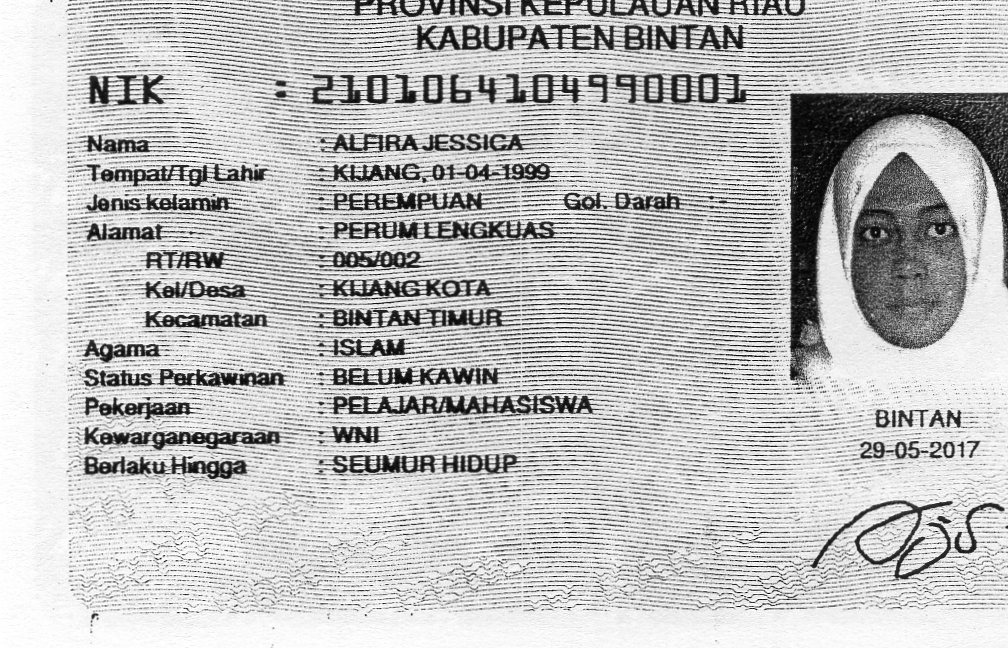 PROVINSI KEPULAUAN RIAU
KABUPATEN BINTAN
NIK : 2101064104990001
Nama : ALFIRA JESSICA
Tempat/Tgl Lahir : KIJANG, 01-04-1999
Jenis kelamin : PEREMPUAN Gol. Darah : -
Alamat : PERUM LENGKUAS
RT/RW : 005/002
Kel/Desa : KIJANG KOTA
Kecamatan : BINTAN TIMUR
Agama : ISLAM
Status Perkawinan : BELUM KAWIN
Pekerjaan : PELAJAR/MAHASISWA
Kewarganegaraan : WNI
Berlaku Hingga : SEUMUR HIDUP
BINTAN
29-05-2017